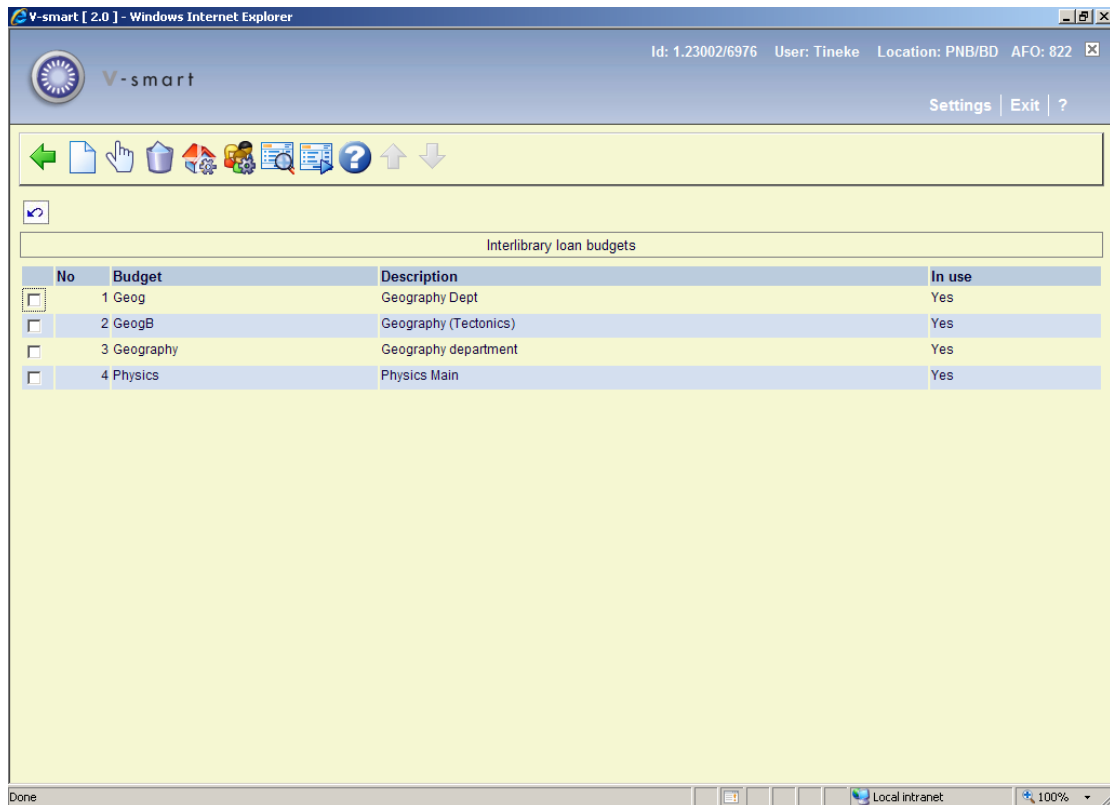 V-smart [ 2.0 ] - Windows Internet Explorer
Id: 1.23002/6976 User: Tineke Location: PNB/BD AFO: 822
V-smart
Settings | Exit | ?
Interlibrary loan budgets
No Budget Description In use
1 Geog Geography Dept Yes
2 GeogB Geography (Tectonics) Yes
3 Geography Geography department Yes
4 Physics Physics Main Yes
Done Local intranet 100%